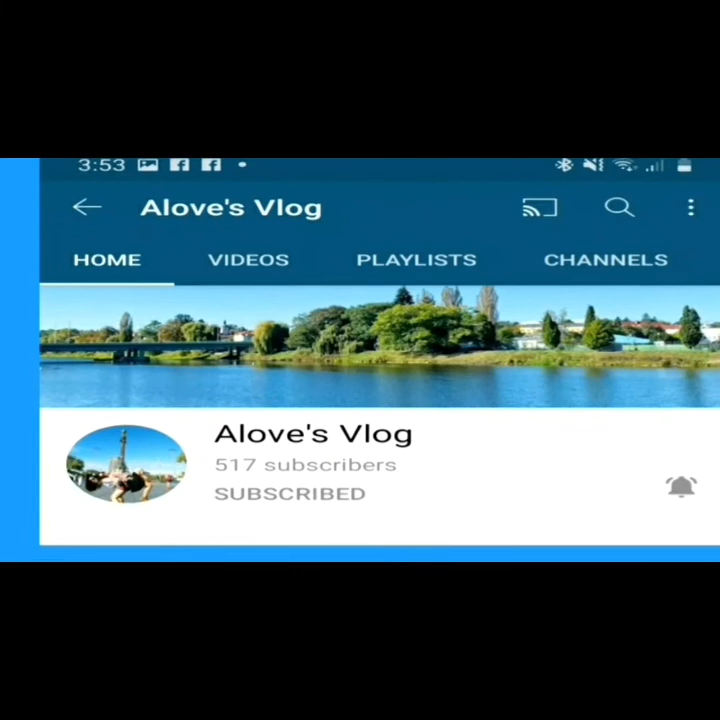 3:53
Alove's Vlog
HOME VIDEOS PLAYLISTS CHANNELS
Alove's Vlog
517 subscribers
SUBSCRIBED